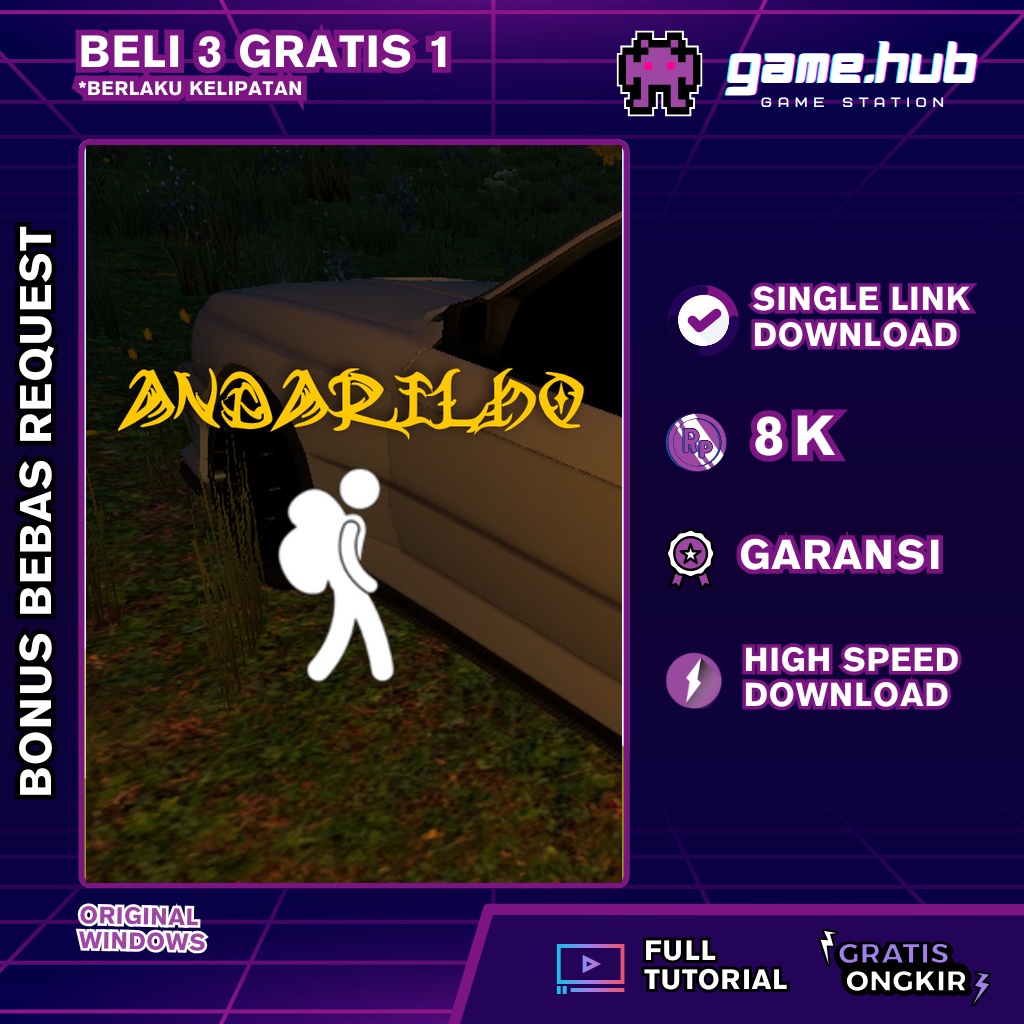 BELI 3 GRATIS 1
*BERLAKU KELIPATAN
game.hub
GAME STATION
BONUS BEBAS REQUEST
ANDARILHO
SINGLE LINK
DOWNLOAD
Rp
8K
GARANSI
HIGH SPEED
DOWNLOAD
ORIGINAL
WINDOWS
FULL
TUTORIAL
GRATIS
ONGKIR